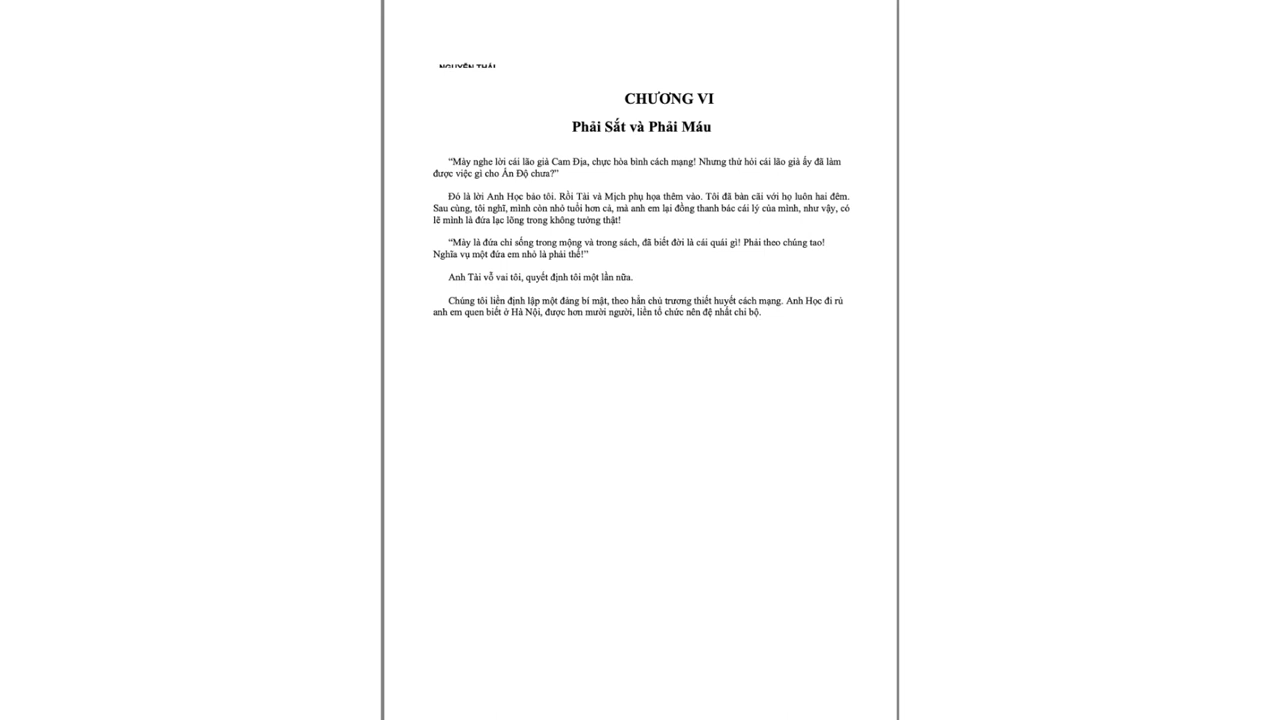 NGUYỄN THÁI
CHƯƠNG VI
Phải Sắt và Phải Máu
“Mày nghe lời cái lão giả Cam Địa, chực hòa bình cách mạng! Nhưng thử hỏi cái lão giả ấy đã làm
được việc gì cho Ấn Độ chưa?”
Đó là lời Anh Học bảo tôi. Rồi Tài và Mịch phụ họa thêm vào. Tôi đã bàn cãi với họ luôn hai đêm.
Sau cùng, tôi nghĩ, mình còn nhỏ tuổi hơn cả, mà anh em lại đồng thanh bác cái lý của mình, như vậy, có
lẽ mình là đứa lạc lõng trong không tưởng thật!
“Mày là đứa chỉ sống trong mộng và trong sách, đã biết đời là cái quái gì! Phải theo chúng tao!
Nghĩa vụ một đứa em nhỏ là phải thế!”
Anh Tài vỗ vai tôi, quyết định tôi một lần nữa.
Chúng tôi liền định lập một đảng bí mật, theo hẳn chủ trương thiết huyết cách mạng. Anh Học đi rủ
anh em quen biết ở Hà Nội, được hơn mười người, liền tổ chức nên đệ nhất chi bộ.